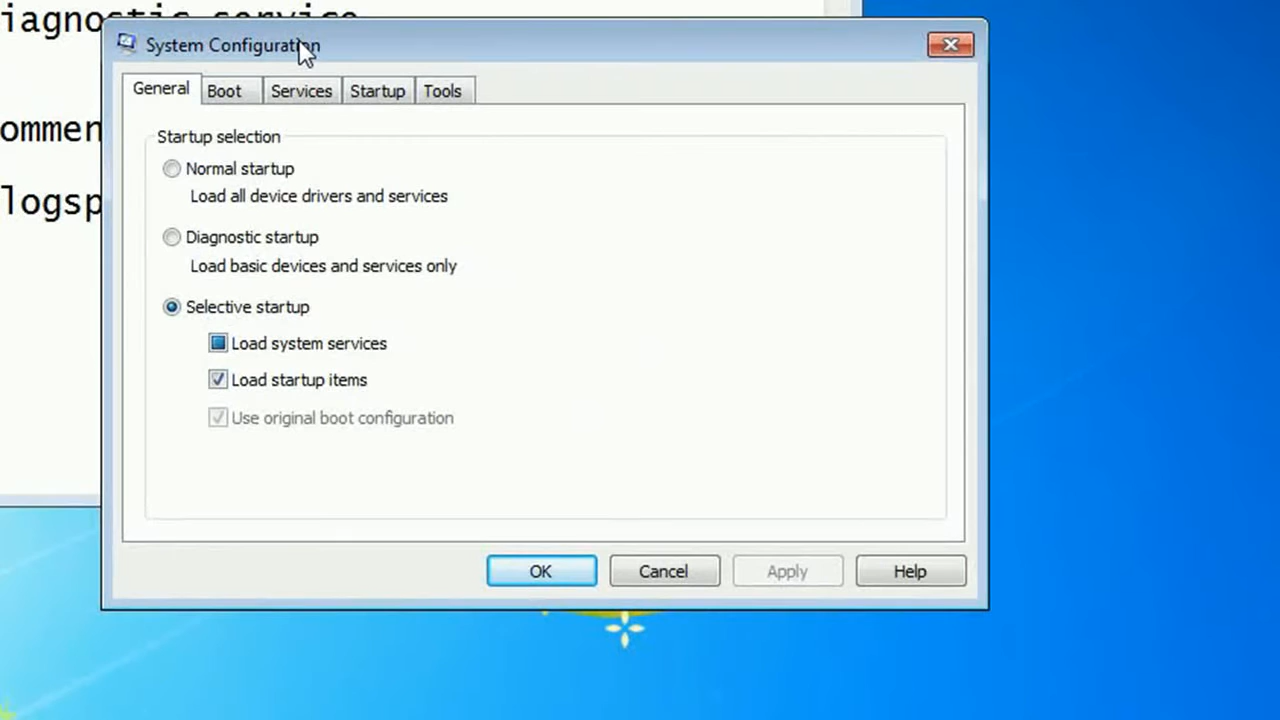 iagnostic service
System Configuration
General Boot Services Startup Tools
ommen
Startup selection
Normal startup
Load all device drivers and services
logsp
Diagnostic startup
Load basic devices and services only
Selective startup
Load system services
Load startup items
Use original boot configuration
OK Cancel Apply Help